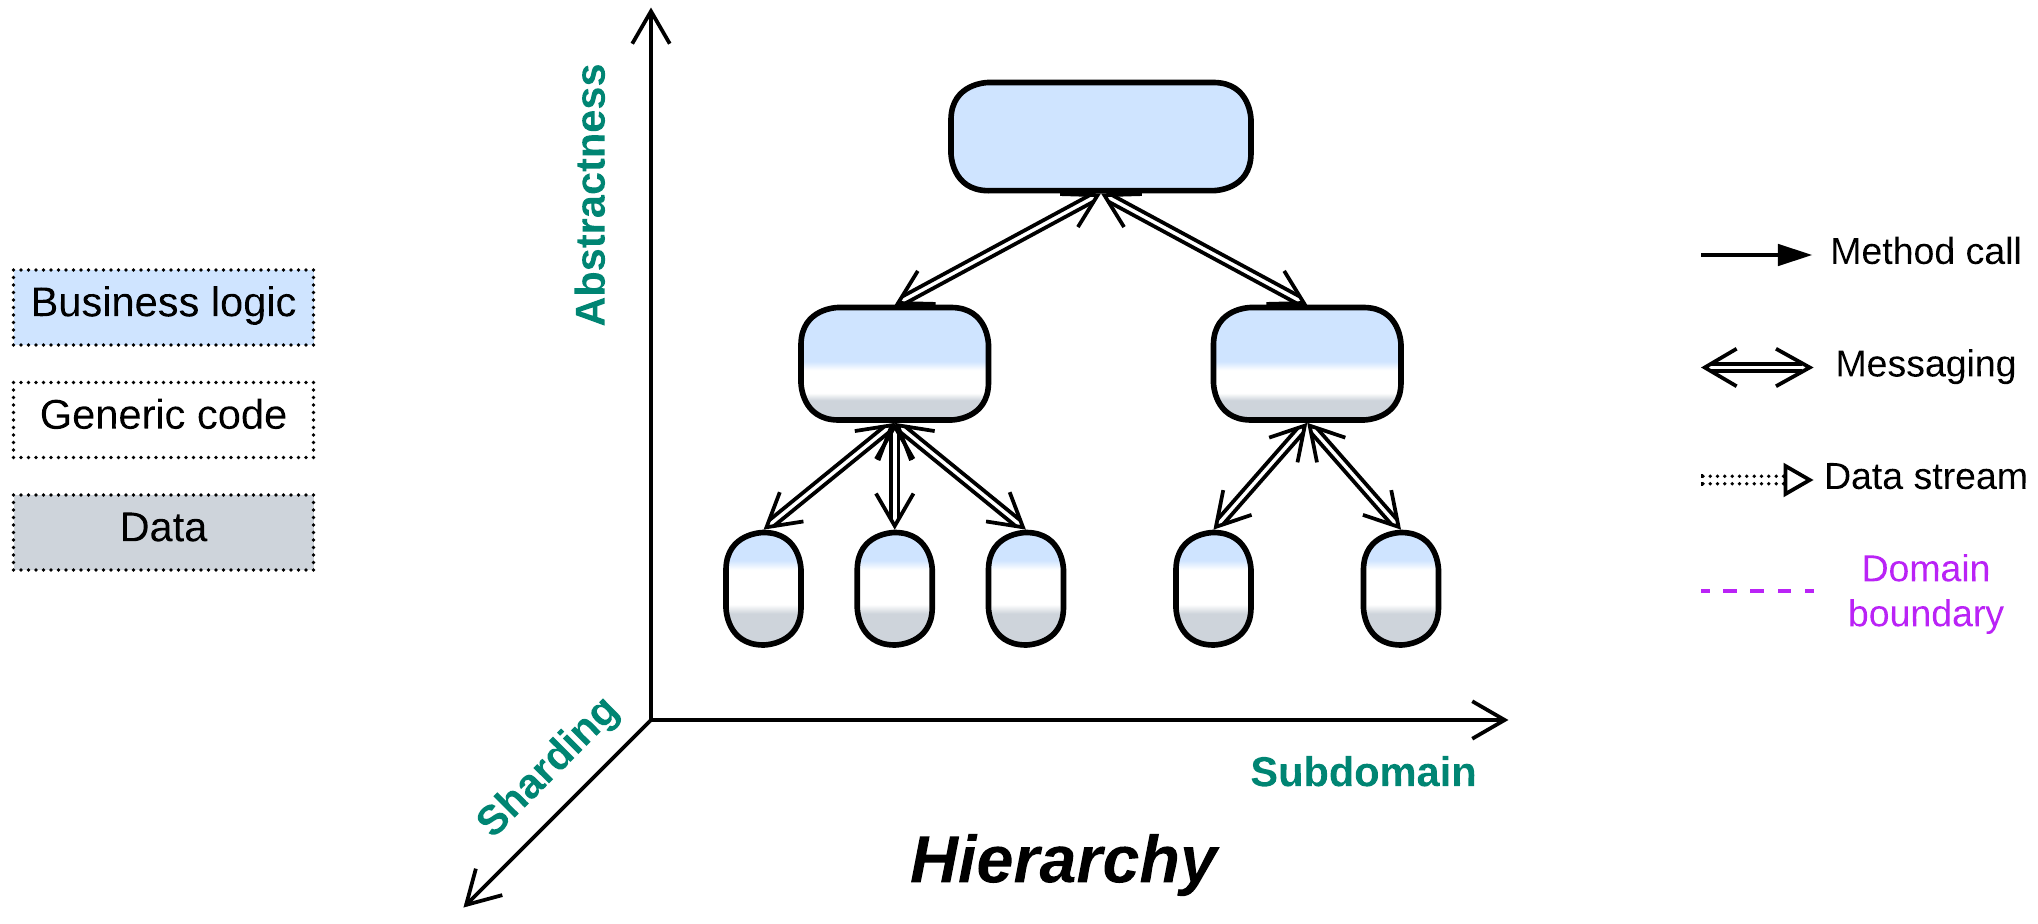 Abstractness
Business logic
Generic code
Data
Method call
Messaging
Data stream
Domain
boundary
Sharding
Subdomain
Hierarchy